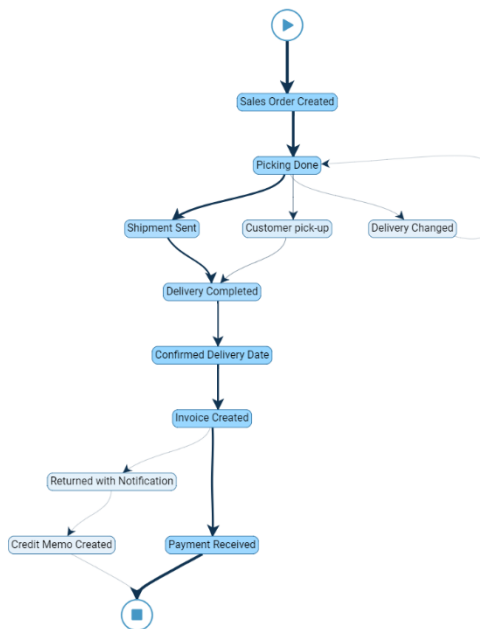 Sales Order Created
Picking Done
Shipment Sent
Customer pick-up
Delivery Changed
Delivery Completed
Confirmed Delivery Date
Invoice Created
Returned with Notification
Credit Memo Created
Payment Received